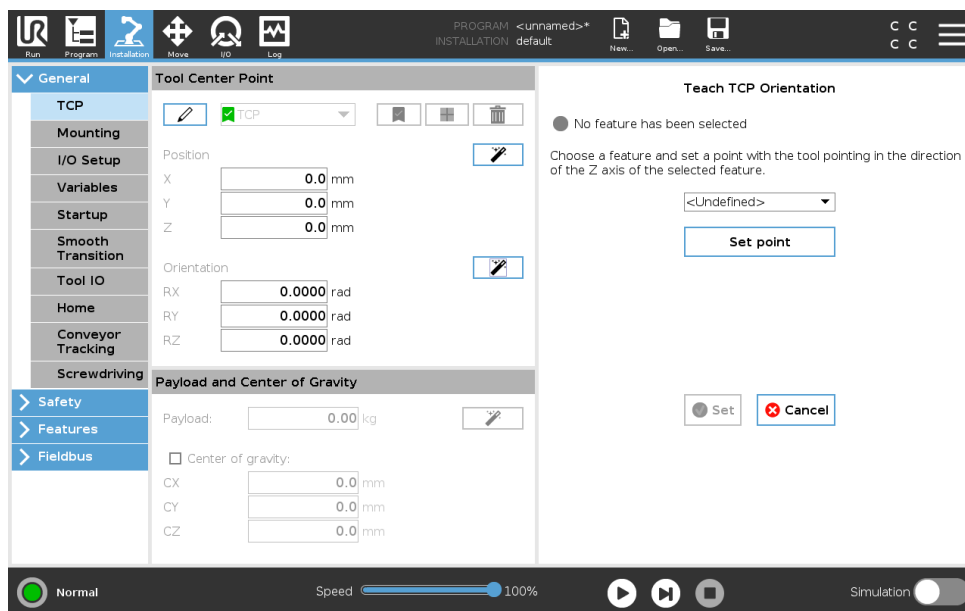 PROGRAM <unnamed>*
INSTALLATION default
Run Program Installation Move I/O Log New... Open... Save...
C C
C C
General
TCP
Mounting
I/O Setup
Variables
Startup
Smooth
Transition
Tool IO
Home
Conveyor
Tracking
Screwdriving
Safety
Features
Fieldbus
Tool Center Point
TCP
Position
X 0.0 mm
Y 0.0 mm
Z 0.0 mm
Orientation
RX 0.0000 rad
RY 0.0000 rad
RZ 0.0000 rad
Payload and Center of Gravity
Payload: 0.00 kg
Center of gravity:
CX 0.0 mm
CY 0.0 mm
CZ 0.0 mm
Teach TCP Orientation
No feature has been selected
Choose a feature and set a point with the tool pointing in the direction
of the Z axis of the selected feature.
<Undefined>
Set point
Set Cancel
Normal Speed 100% Simulation